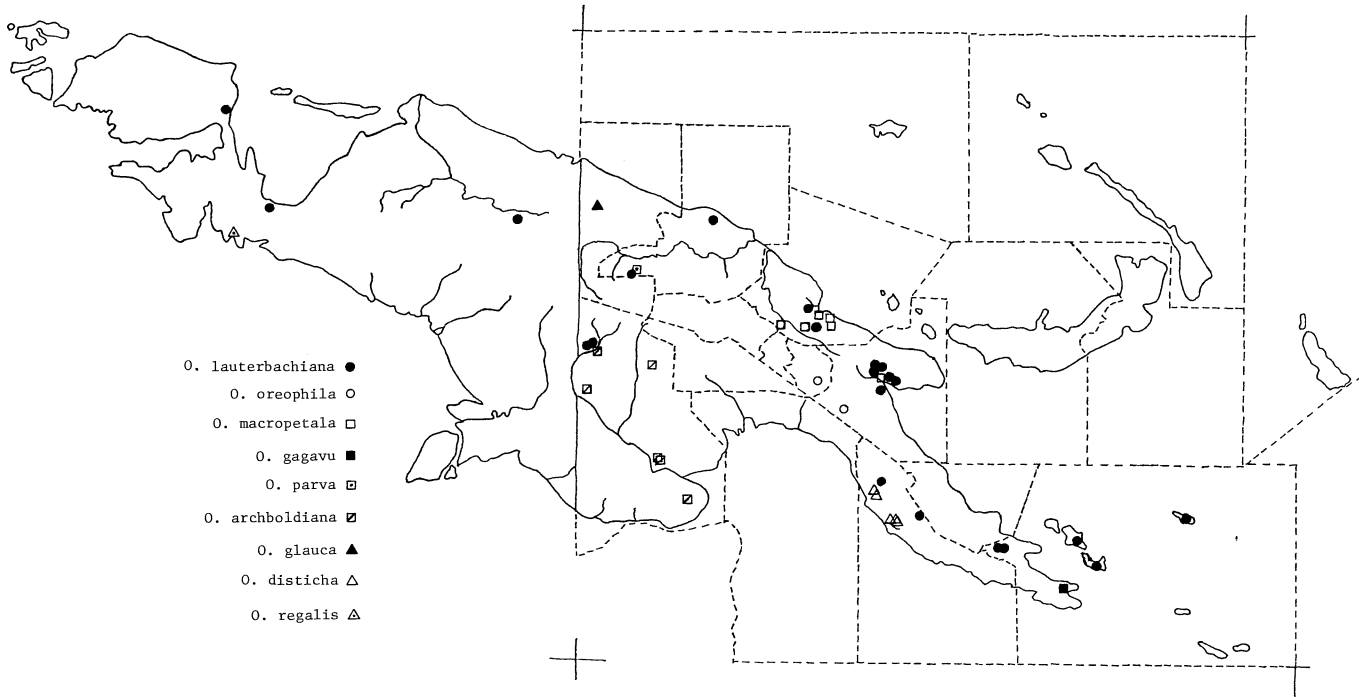 O. lauterbachiana
O. oreophila
O. macropetala
O. gagavu
O. parva
O. archboldiana
O. glauca
O. disticha
O. regalis